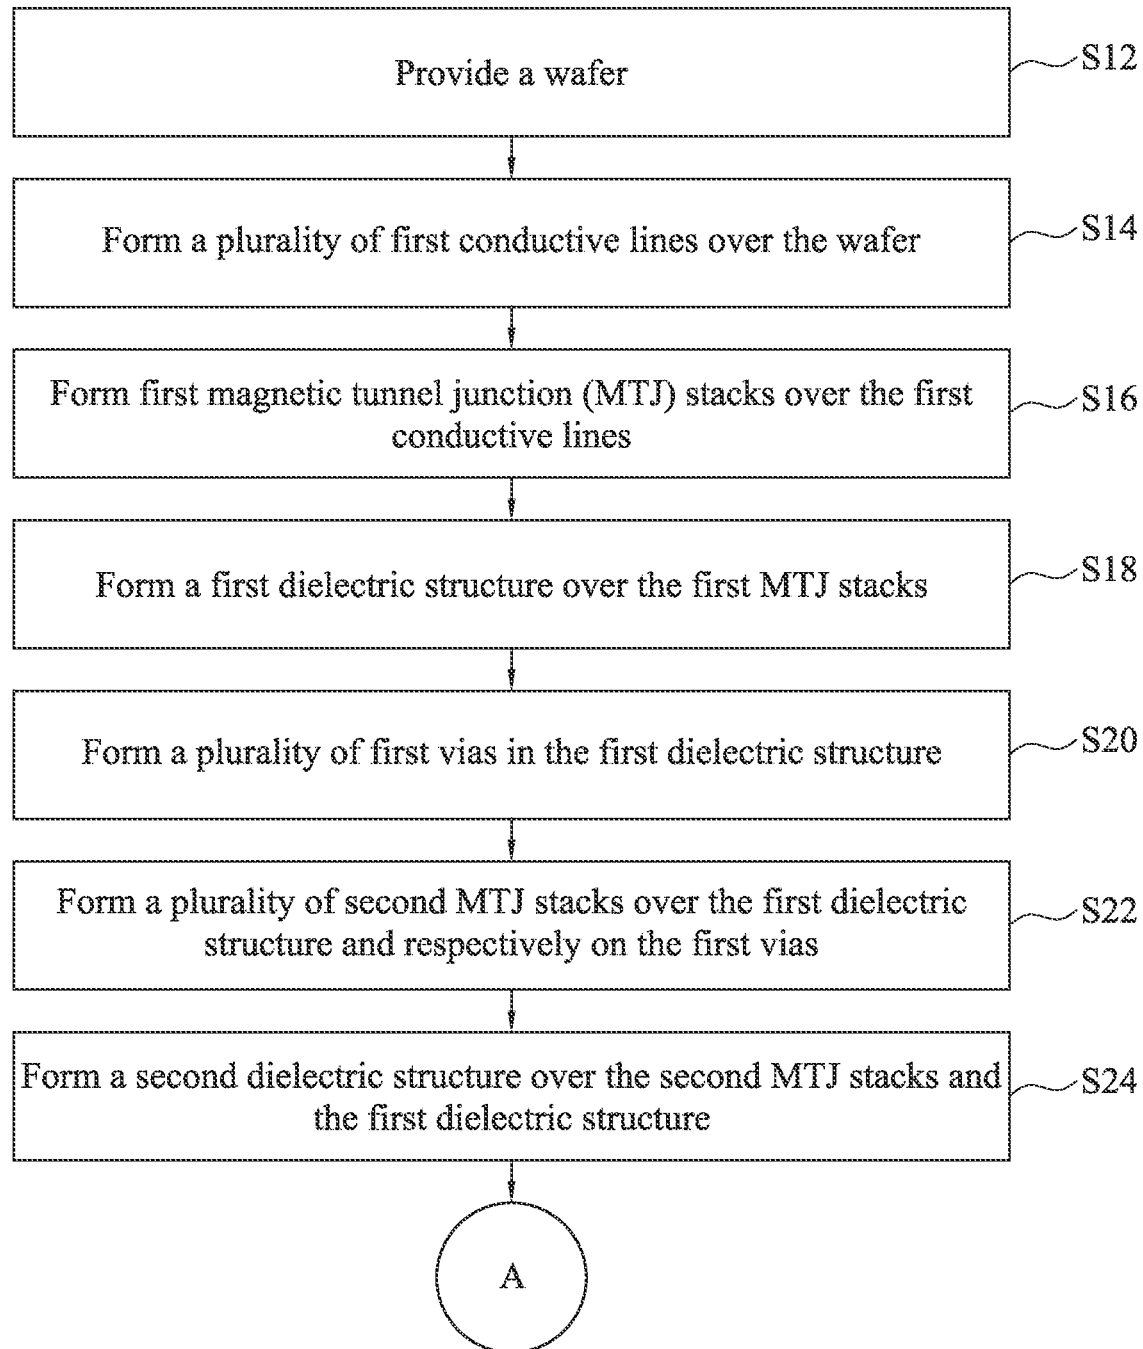 Provide a wafer
S12
Form a plurality of first conductive lines over the wafer
S14
Form first magnetic tunnel junction (MTJ) stacks over the first
conductive lines
S16
Form a first dielectric structure over the first MTJ stacks
S18
Form a plurality of first vias in the first dielectric structure
S20
Form a plurality of second MTJ stacks over the first dielectric
structure and respectively on the first vias
S22
Form a second dielectric structure over the second MTJ stacks and
the first dielectric structure
S24
A